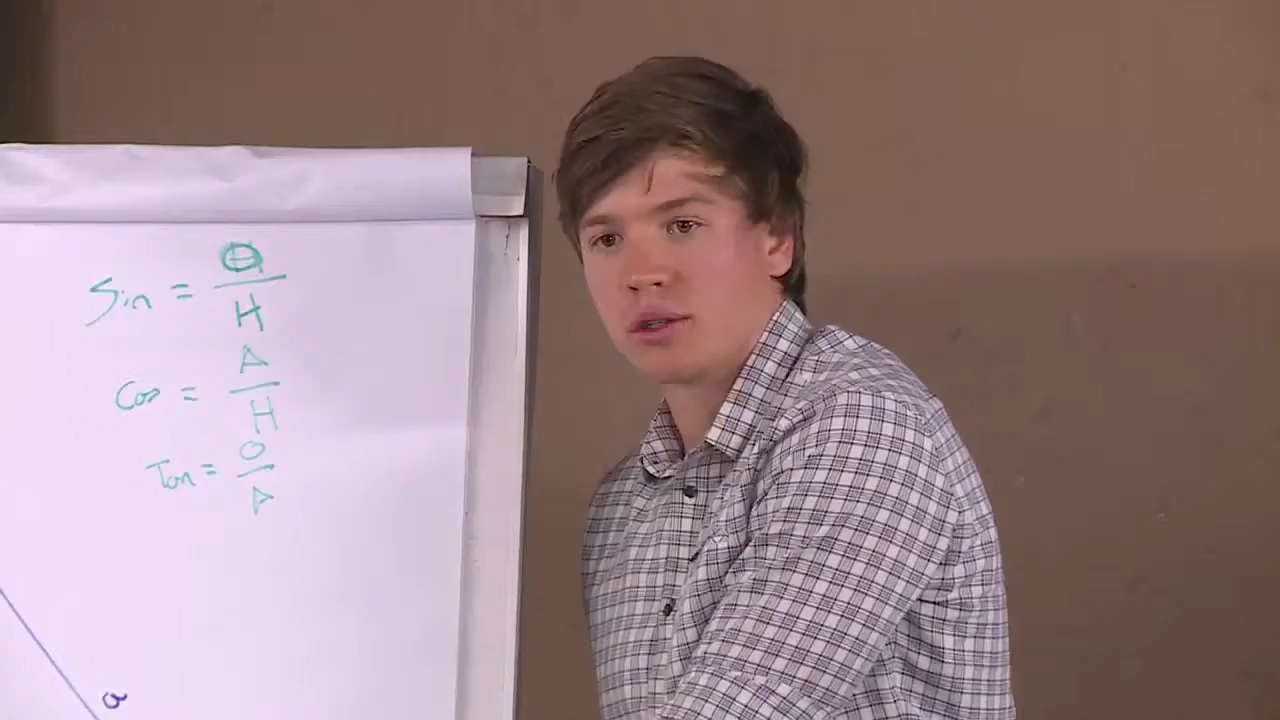 Sin = O/H
Cos = A/H
Tan = O/A
a